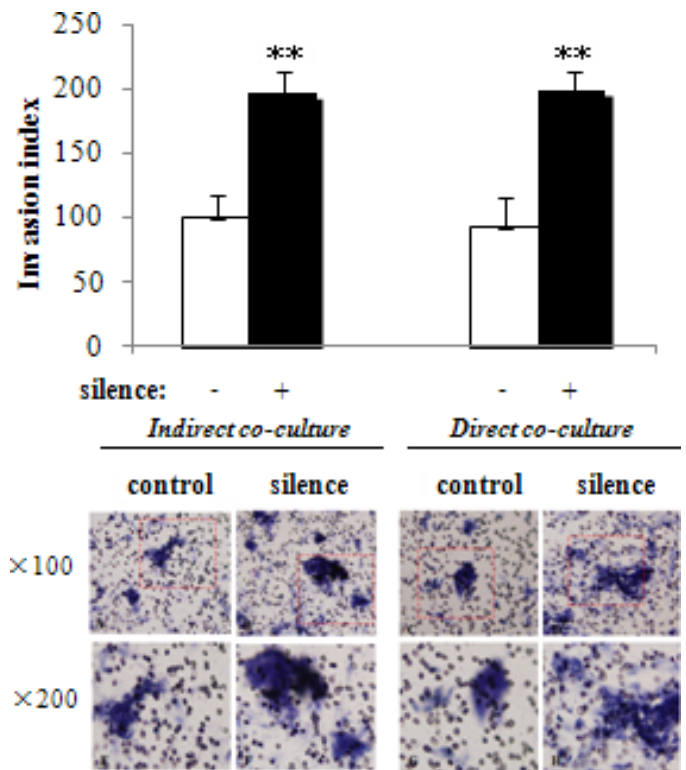 250
200
150
100
50
0
Invasion index
** **
silence: - + - +
Indirect co-culture Direct co-culture
control silence control silence
×100
×200